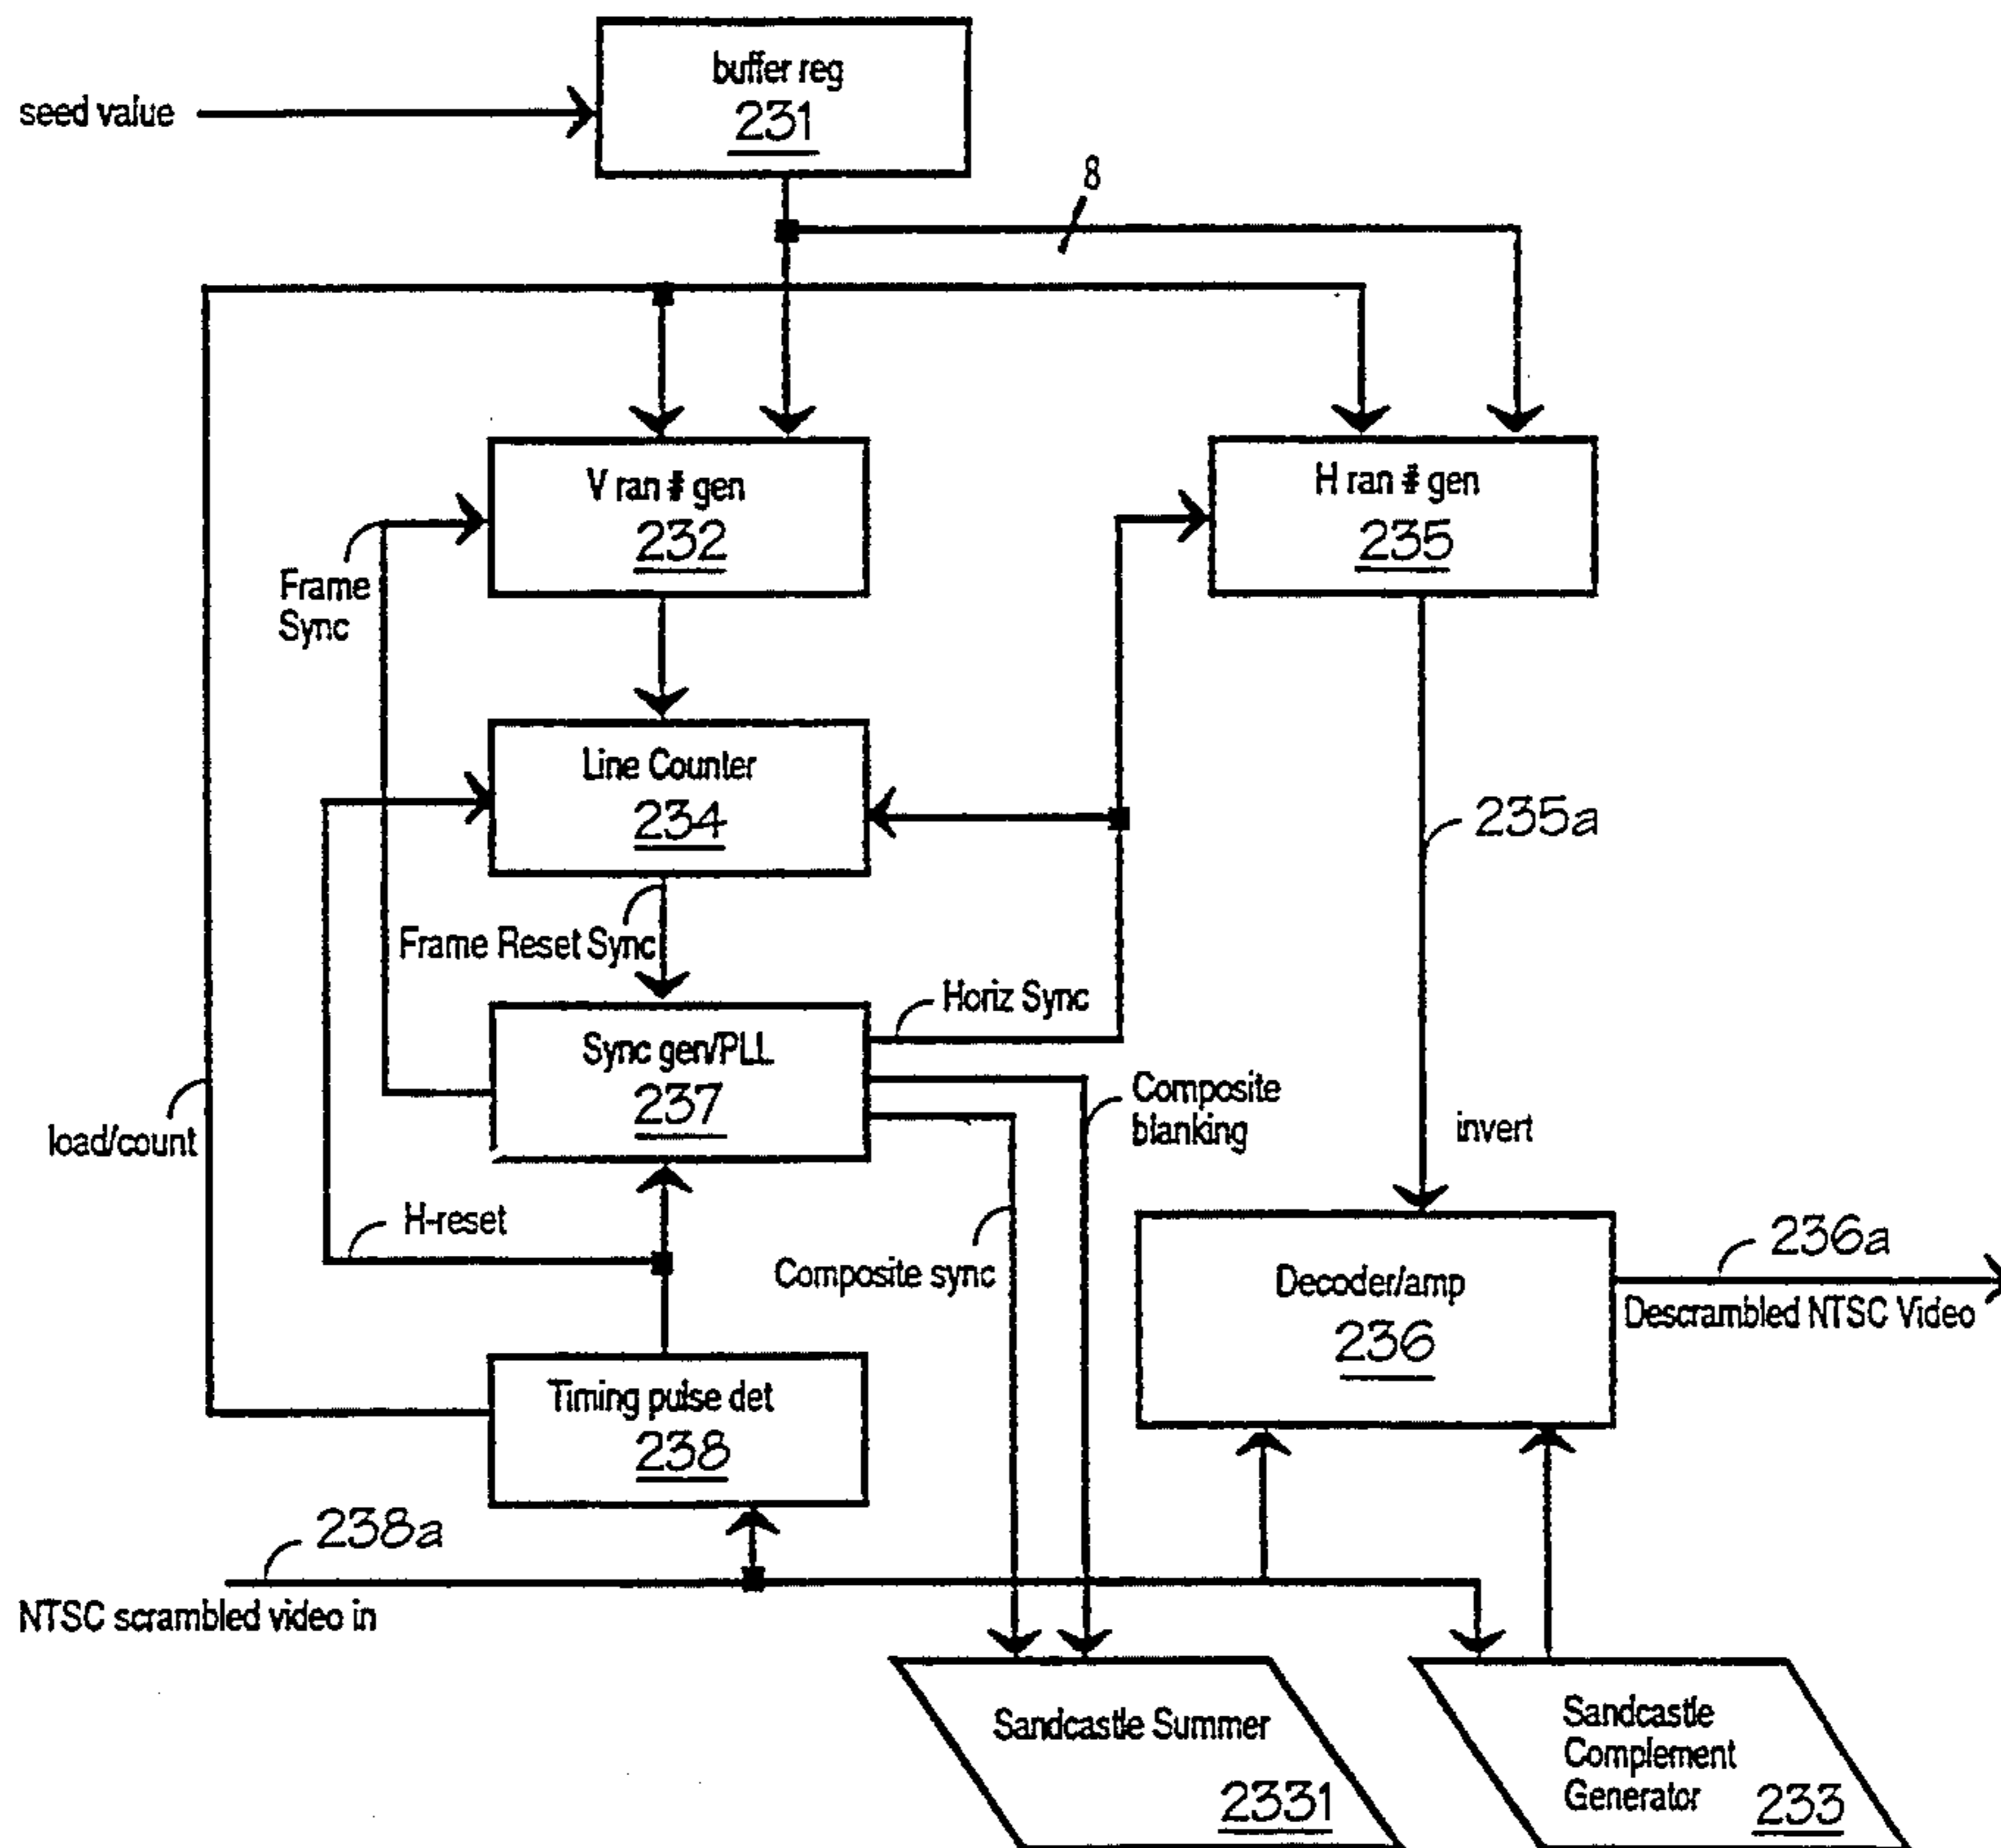 buffer reg
231
seed value
8
V ran # gen
232
H ran # gen
235
Frame
Sync
Line Counter
234
235a
Frame Reset Sync
Horiz Sync
Sync gen/PLL
237
Composite
blanking
load/count
invert
H-reset
Composite sync
236a
Decoder/amp
236
Descrambled NTSC Video
Timing pulse det
238
238a
NTSC scrambled video in
Sandcastle Summer
2331
Sandcastle
Complement
Generator
233